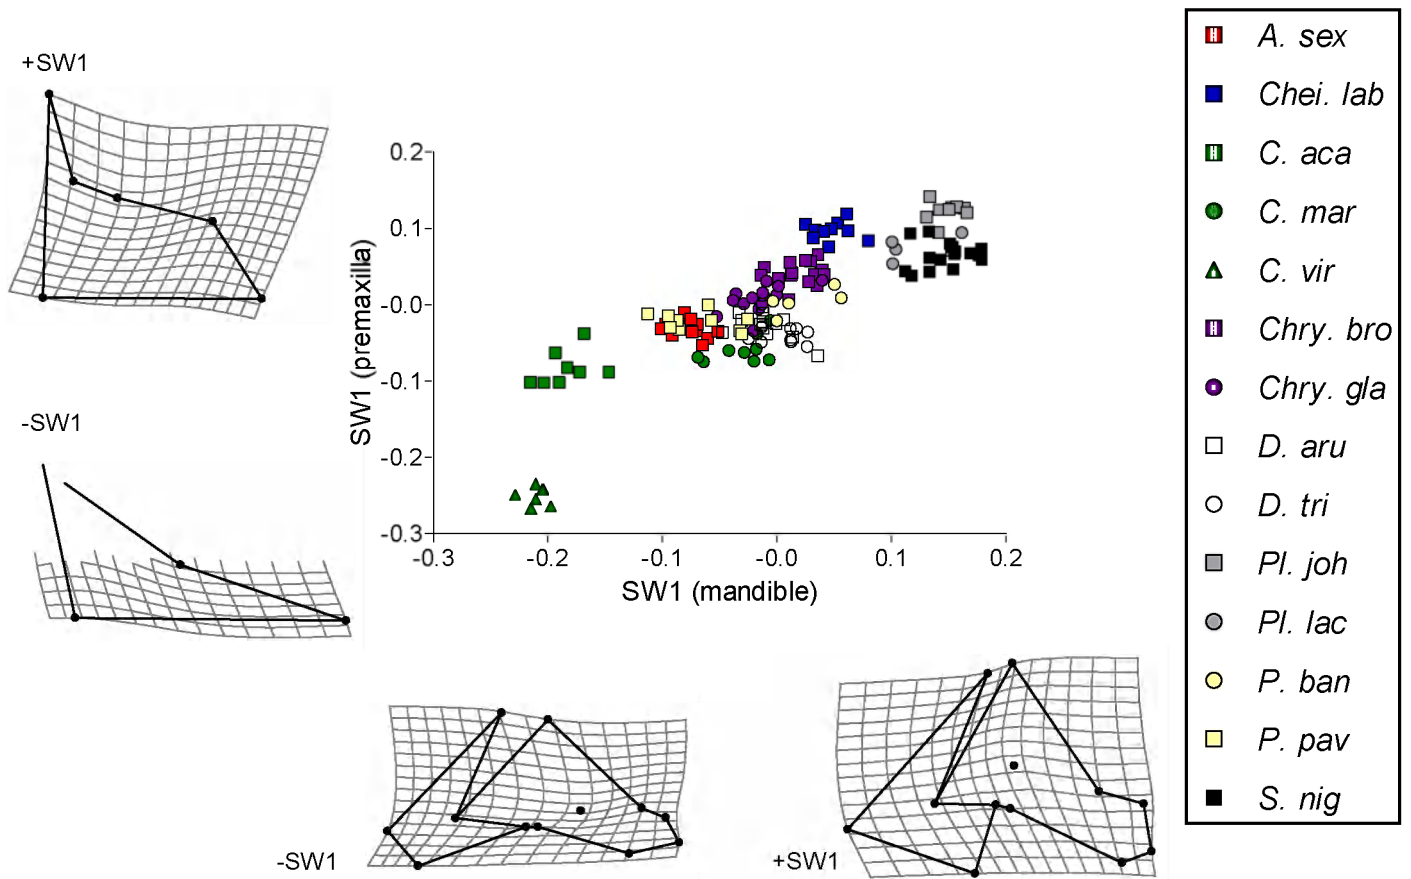 +SW1
-SW1
SW1 (premaxilla)
0.2
0.1
-0.0
-0.1
-0.2
-0.3
-0.3
-0.2
-0.1
-0.0
0.1
0.2
SW1 (mandible)
-SW1
+SW1
A. sex
Chei. lab
C. aca
C. mar
C. vir
Chry. bro
Chry. gla
D. aru
D. tri
Pl. joh
Pl. lac
P. ban
P. pav
S. nig